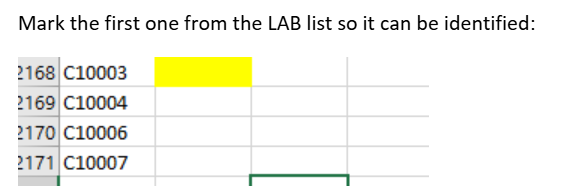 Mark the first one from the LAB list so it can be identified:
2168 C10003
2169 C10004
2170 C10006
2171 C10007